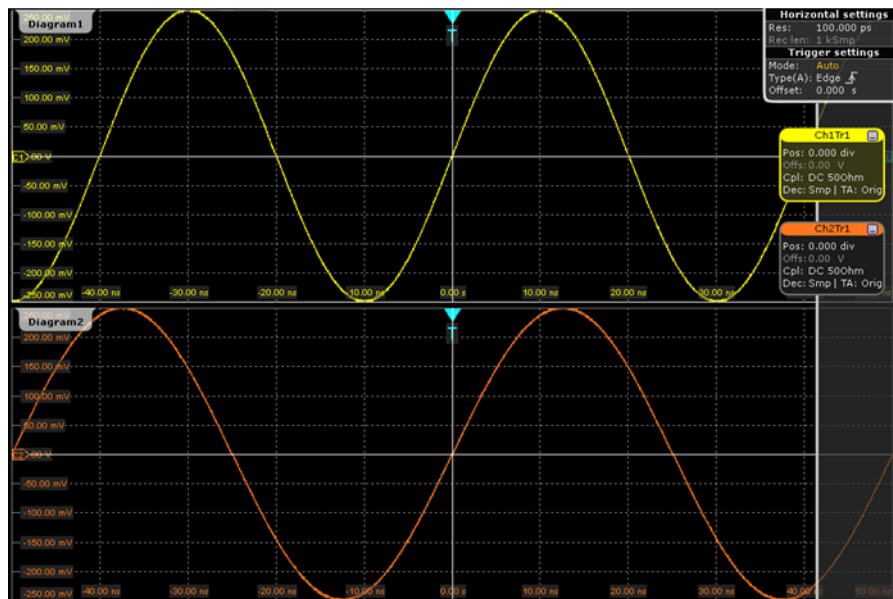 Diagram1
250.00 mV
200.00 mV
150.00 mV
100.00 mV
50.00 mV
C1 0.00 V
-50.00 mV
-100.00 mV
-150.00 mV
-200.00 mV
-250.00 mV
-40.00 ns
-30.00 ns
-20.00 ns
-10.00 ns
0.00 s
10.00 ns
20.00 ns
30.00 ns
T
Horizontal settings
Res: 100.000 ps
Rec len: 1 kSmp
Trigger settings
Mode: Auto
Type(A): Edge
Offset: 0.000 s
Ch1Tr1
Pos: 0.000 div
Offs: 0.00 V
Cpl: DC 50Ohm
Dec: Smp | TA: Orig
Ch2Tr1
Pos: 0.000 div
Offs: 0.00 V
Cpl: DC 50Ohm
Dec: Smp | TA: Orig
Diagram2
T
200.00 mV
150.00 mV
100.00 mV
50.00 mV
C2 0.00 V
-50.00 mV
-100.00 mV
-150.00 mV
-200.00 mV
-250.00 mV
-40.00 ns
-30.00 ns
-20.00 ns
-10.00 ns
0.00 s
10.00 ns
20.00 ns
30.00 ns